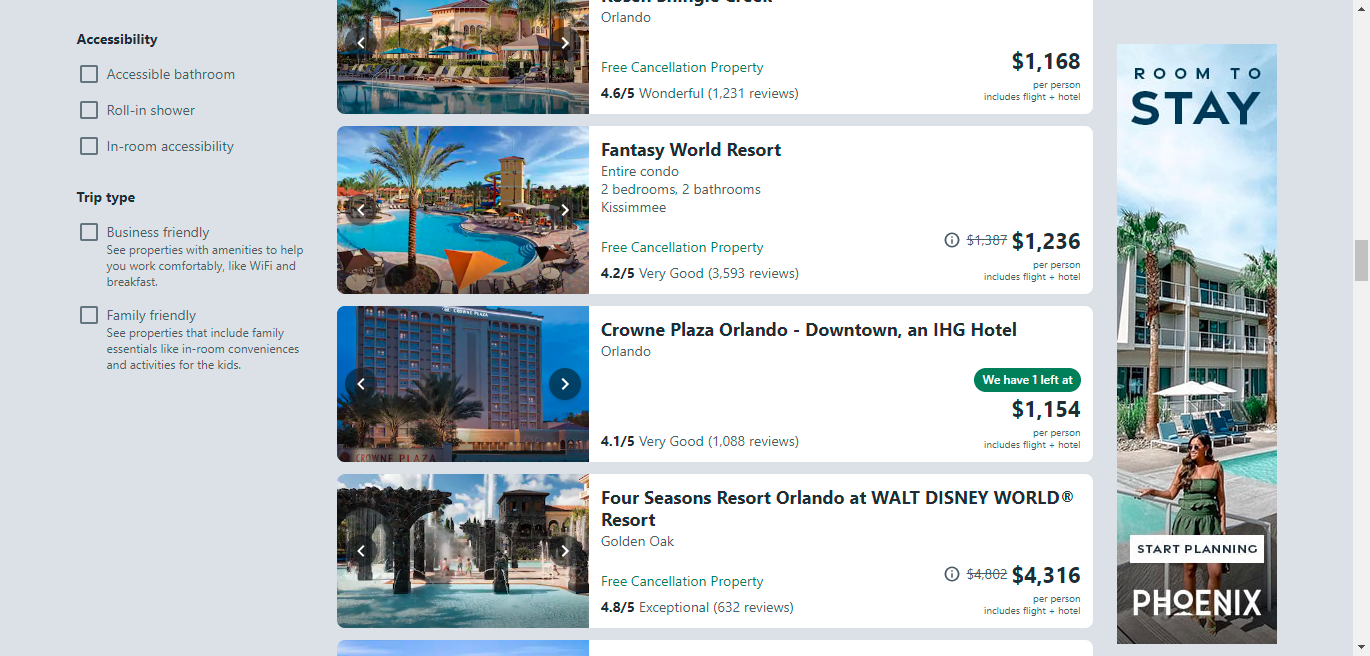 Accessibility
Accessible bathroom
Roll-in shower
In-room accessibility
Trip type
Business friendly
See properties with amenities to help
you work comfortably, like WiFi and
breakfast.
Family friendly
See properties that include family
essentials like in-room conveniences
and activities for the kids.
Rosen Shingle Creek
Orlando
Free Cancellation Property
4.6/5 Wonderful (1,231 reviews)
$1,168
per person
includes flight + hotel
Fantasy World Resort
Entire condo
2 bedrooms, 2 bathrooms
Kissimmee
Free Cancellation Property
4.2/5 Very Good (3,593 reviews)
$1,387 $1,236
per person
includes flight + hotel
CROWNE PLAZA
CROWNE PLAZA
Crowne Plaza Orlando - Downtown, an IHG Hotel
Orlando
We have 1 left at
$1,154
4.1/5 Very Good (1,088 reviews)
per person
includes flight + hotel
Four Seasons Resort Orlando at WALT DISNEY WORLD®
Resort
Golden Oak
Free Cancellation Property
4.8/5 Exceptional (632 reviews)
$4,802 $4,316
per person
includes flight + hotel
ROOM TO
STAY
START PLANNING
PHOENIX